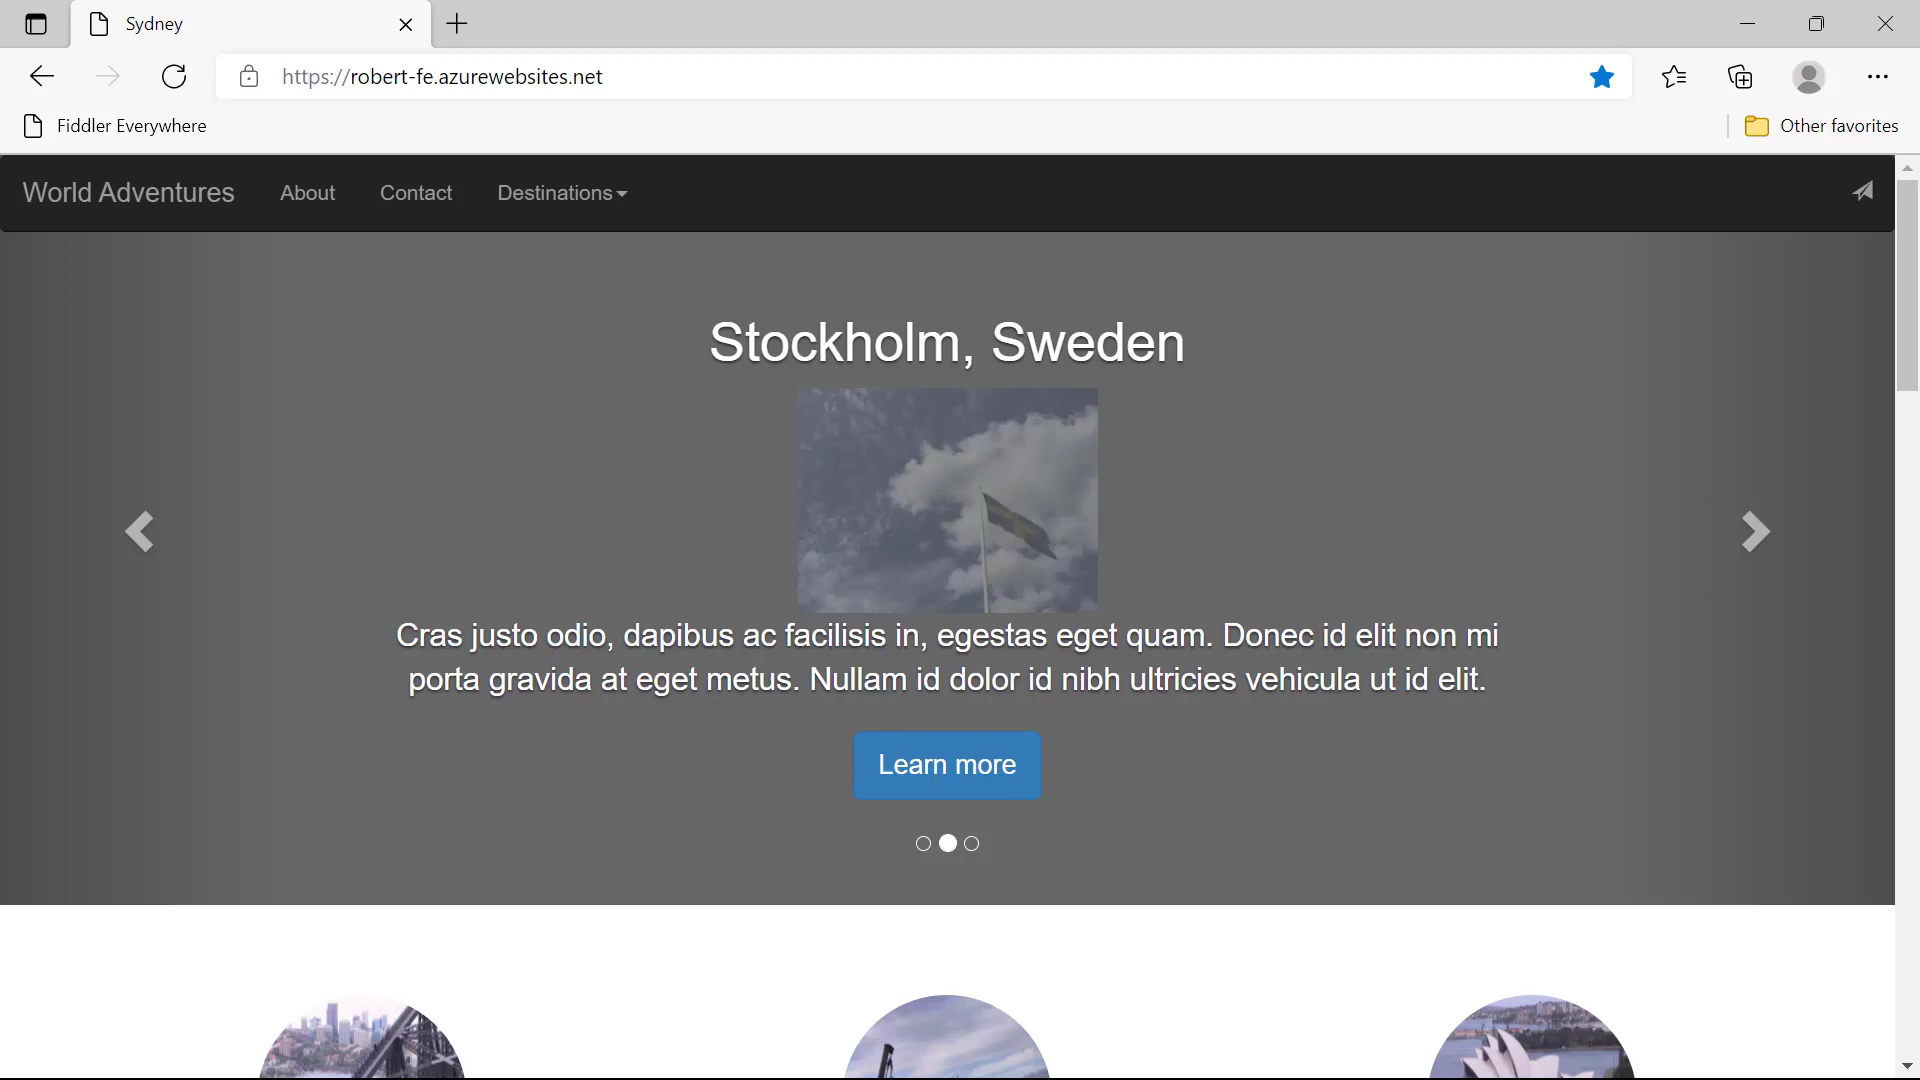 Sydney
https://robert-fe.azurewebsites.net
Fiddler Everywhere
Other favorites
World Adventures
About
Contact
Destinations
Stockholm, Sweden
Cras justo odio, dapibus ac facilisis in, egestas eget quam. Donec id elit non mi
porta gravida at eget metus. Nullam id dolor id nibh ultricies vehicula ut id elit.
Learn more